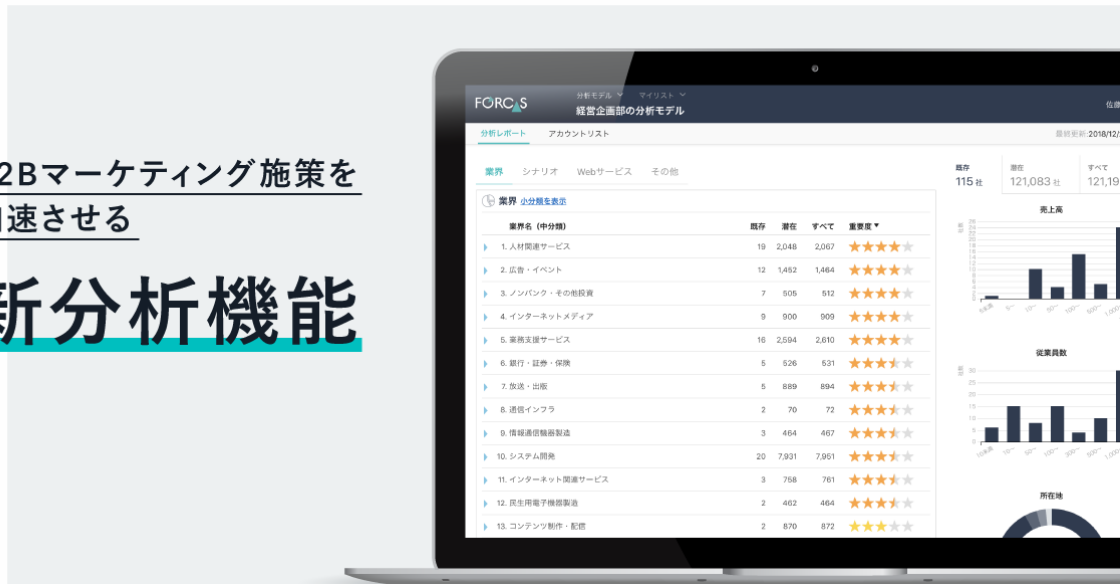 2Bマーケティング施策を
速させる
新分析機能
FORCAS
分析モデル マイリスト
経営企画部の分析モデル
佐藤
分析レポート アカウントリスト
最終更新:2018/12/
業界 シナリオ Webサービス その他
既存 潜在 すべて
115 社 121,083 社 121,19
業界 小分類を表示
売上高
業界名（中分類） 既存 潜在 すべて 重要度▼
1. 人材関連サービス 19 2,048 2,067
2. 広告・イベント 12 1,452 1,464
3. ノンバンク・その他投資 7 505 512
4. インターネットメディア 9 900 909
5. 業務支援サービス 16 2,594 2,610
従業員数
6. 銀行・証券・保険 5 526 531
7. 放送・出版 5 889 894
8. 通信インフラ 2 70 72
9. 情報通信機器製造 3 464 467
10. システム開発 20 7,931 7,951
11. インターネット関連サービス 3 758 761
所在地
12. 民生用電子機器製造 2 462 464
13. コンテンツ制作・配信 2 870 872